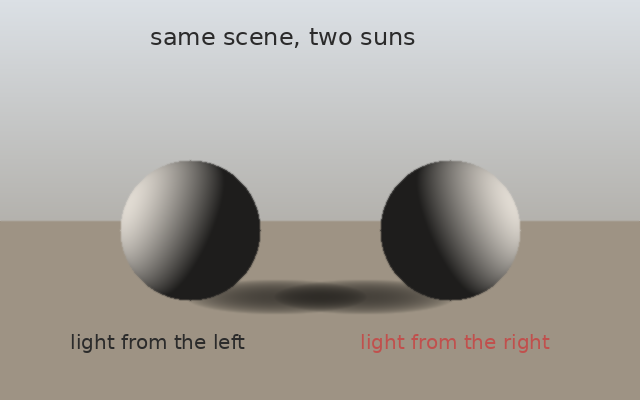 same scene, two suns
light from the left
light from the right